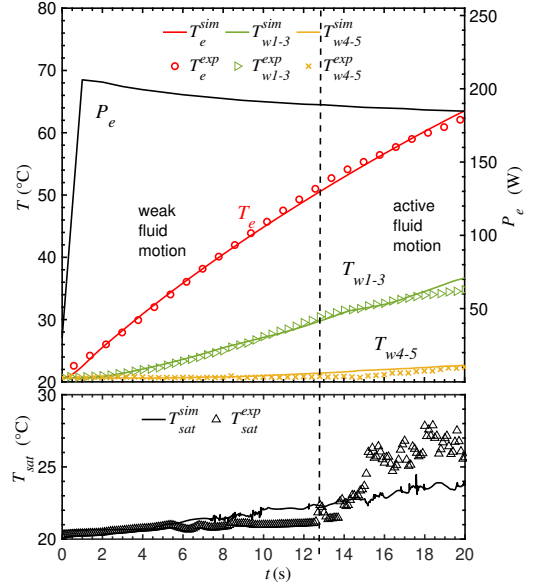 T_e^sim T_w1-3^sim T_w4-5^sim
T_e^exp T_w1-3^exp T_w4-5^exp
80
70
60
50
40
30
20
T (°C)
250
200
150
100
50
0
P_e (W)
P_e
T_e
weak
fluid
motion
active
fluid
motion
T_w1-3
T_w4-5
T_sat^sim T_sat^exp
30
25
20
T_sat (°C)
0 2 4 6 8 10 12 14 16 18 20
t (s)